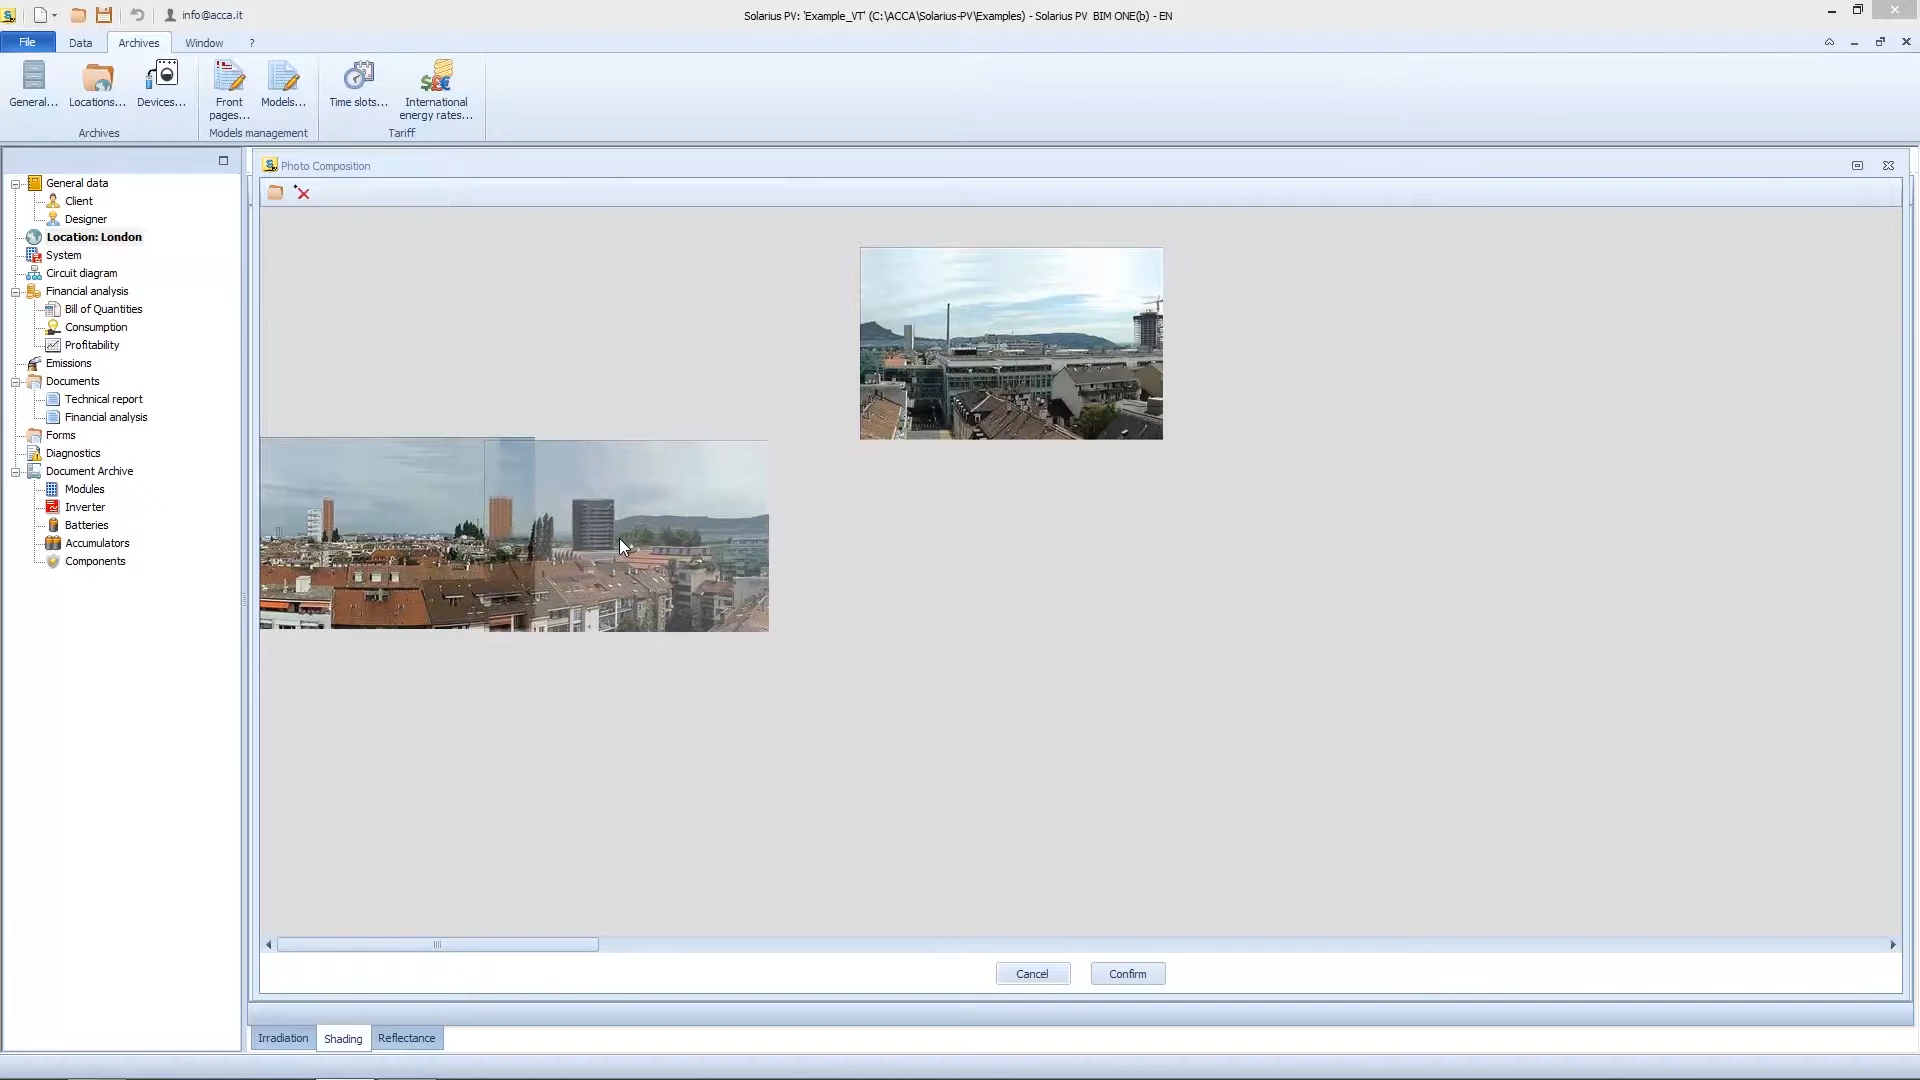 info@acca.it
Solarius PV: 'Example_VT' (C:\ACCA\Solarius-PV\Examples) - Solarius PV BIM ONE(b) - EN
File
Data
Archives
Window
?
General...
Locations...
Devices...
Front
pages...
Models...
Time slots...
International
energy rates...
Archives
Models management
Tariff
Photo Composition
General data
Client
Designer
Location: London
System
Circuit diagram
Financial analysis
Bill of Quantities
Consumption
Profitability
Emissions
Documents
Technical report
Financial analysis
Forms
Diagnostics
Document Archive
Modules
Inverter
Batteries
Accumulators
Components
Cancel
Confirm
Irradiation
Shading
Reflectance